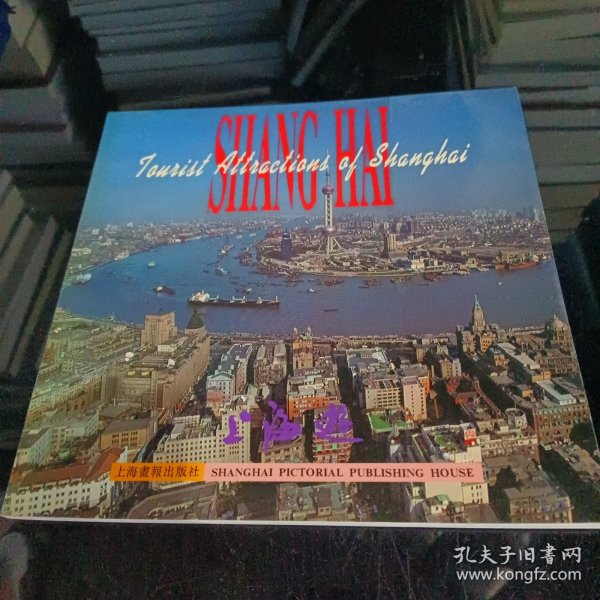 SHANG HAI
Tourist Attractions of Shanghai
上海
上海畫報出版社 SHANGHAI PICTORIAL PUBLISHING HOUSE
孔夫子旧書网
www.kongfz.com